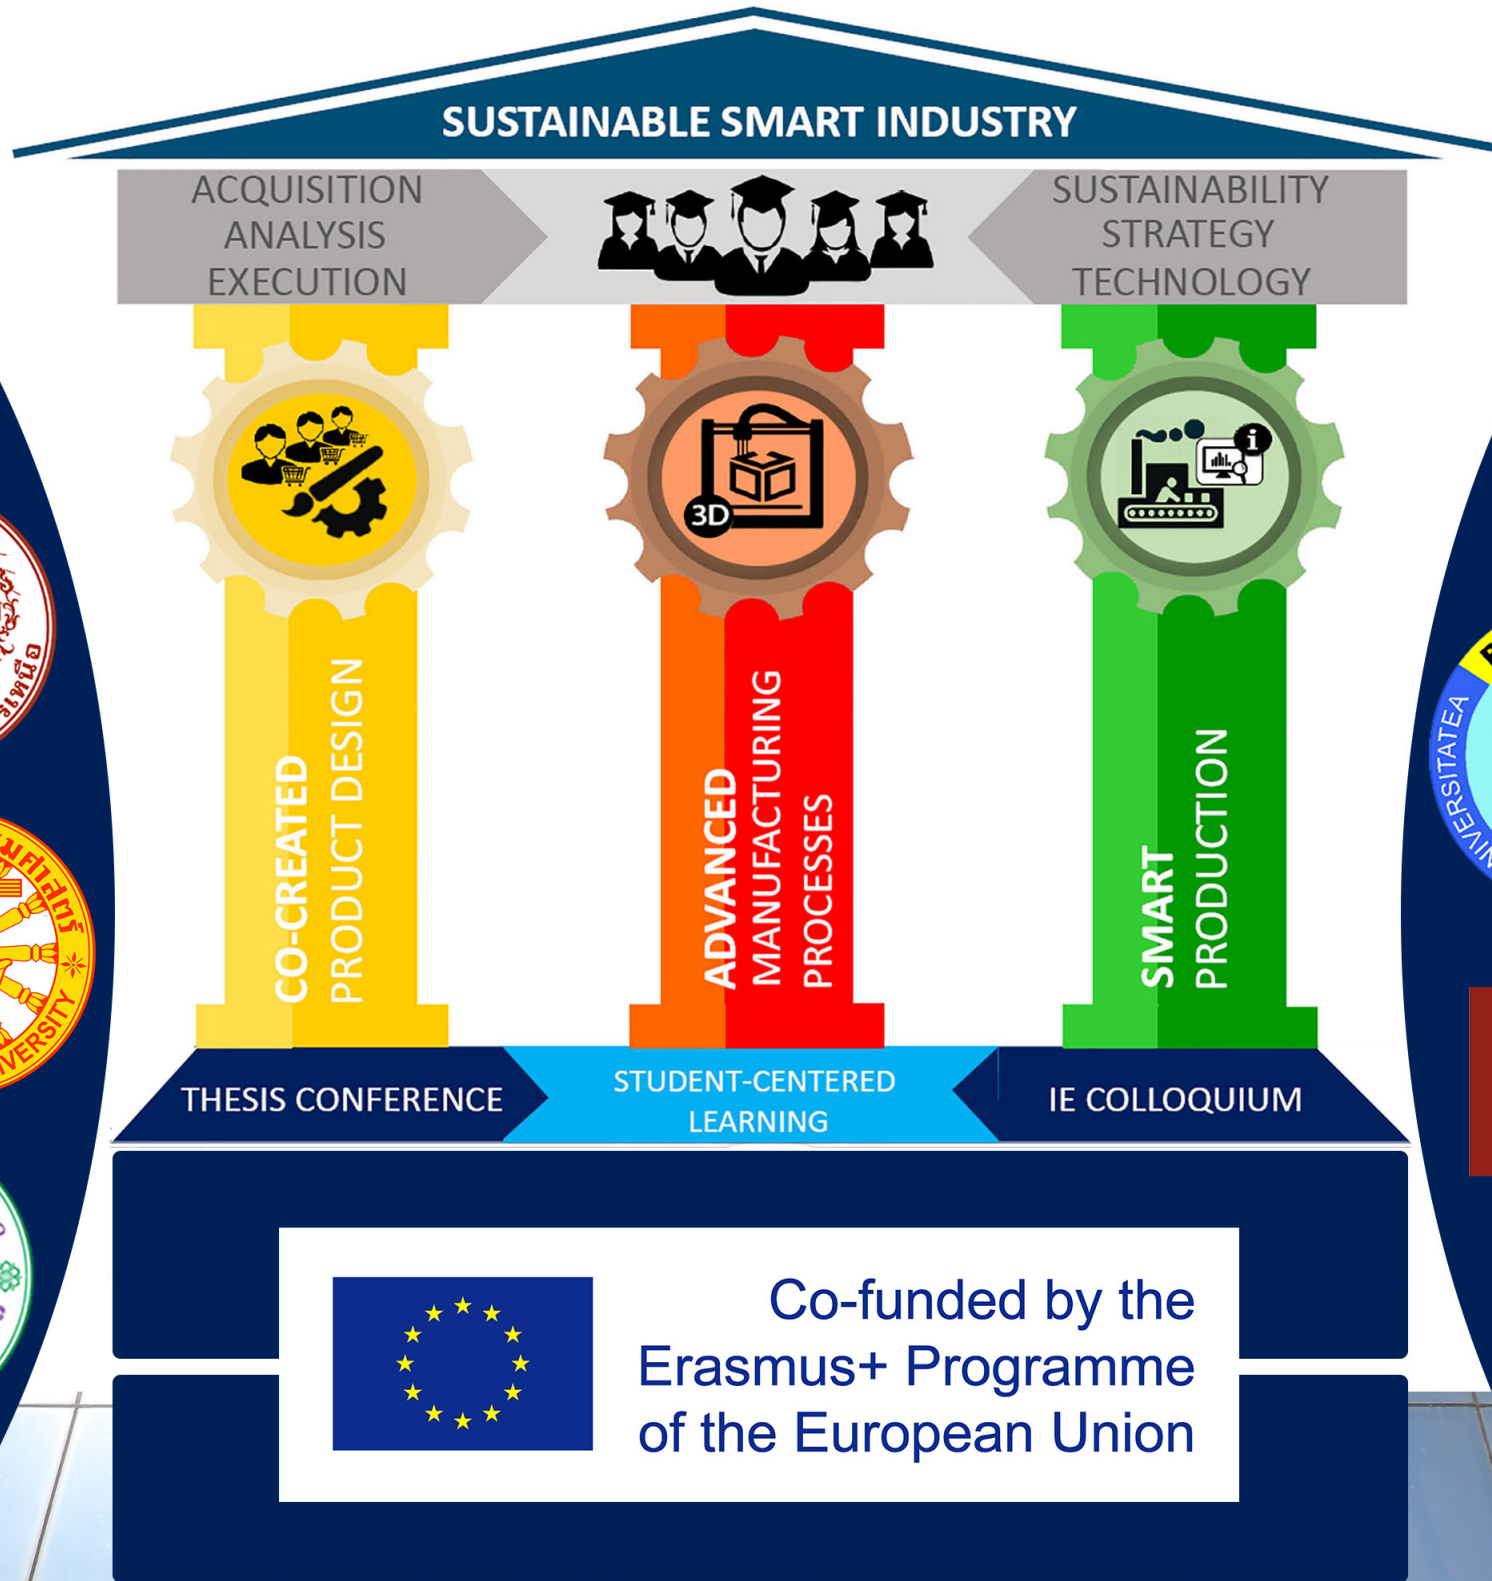 SUSTAINABLE SMART INDUSTRY
ACQUISITION
ANALYSIS
EXECUTION
SUSTAINABILITY
STRATEGY
TECHNOLOGY
3D
i
CO-CREATED
PRODUCT DESIGN
ADVANCED
MANUFACTURING
PROCESSES
SMART
PRODUCTION
THESIS CONFERENCE
STUDENT-CENTERED
LEARNING
IE COLLOQUIUM
Co-funded by the
Erasmus+ Programme
of the European Union